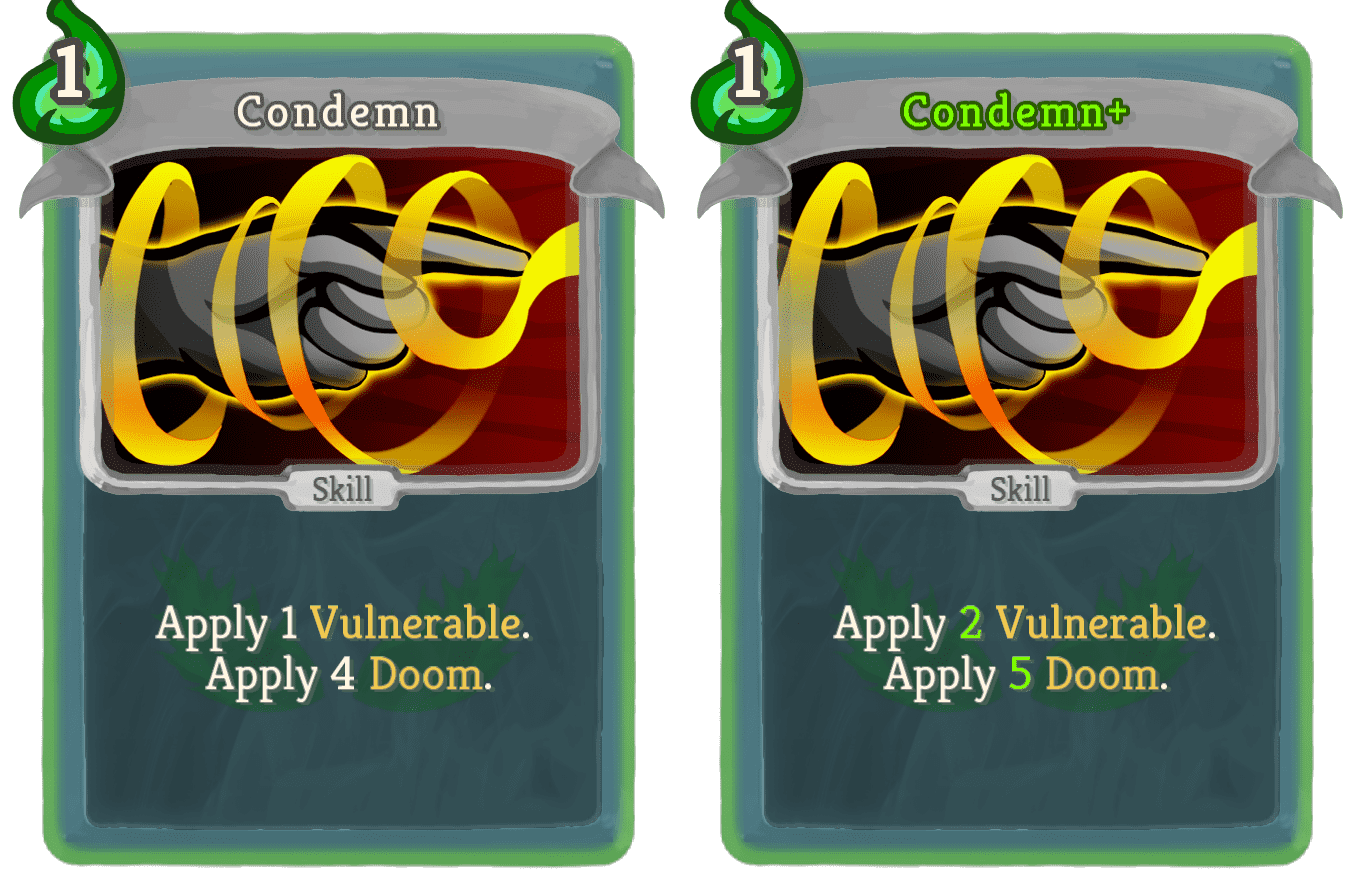 1
Condemn
Skill
Apply 1 Vulnerable.
Apply 4 Doom.
1
Condemn+
Skill
Apply 2 Vulnerable.
Apply 5 Doom.